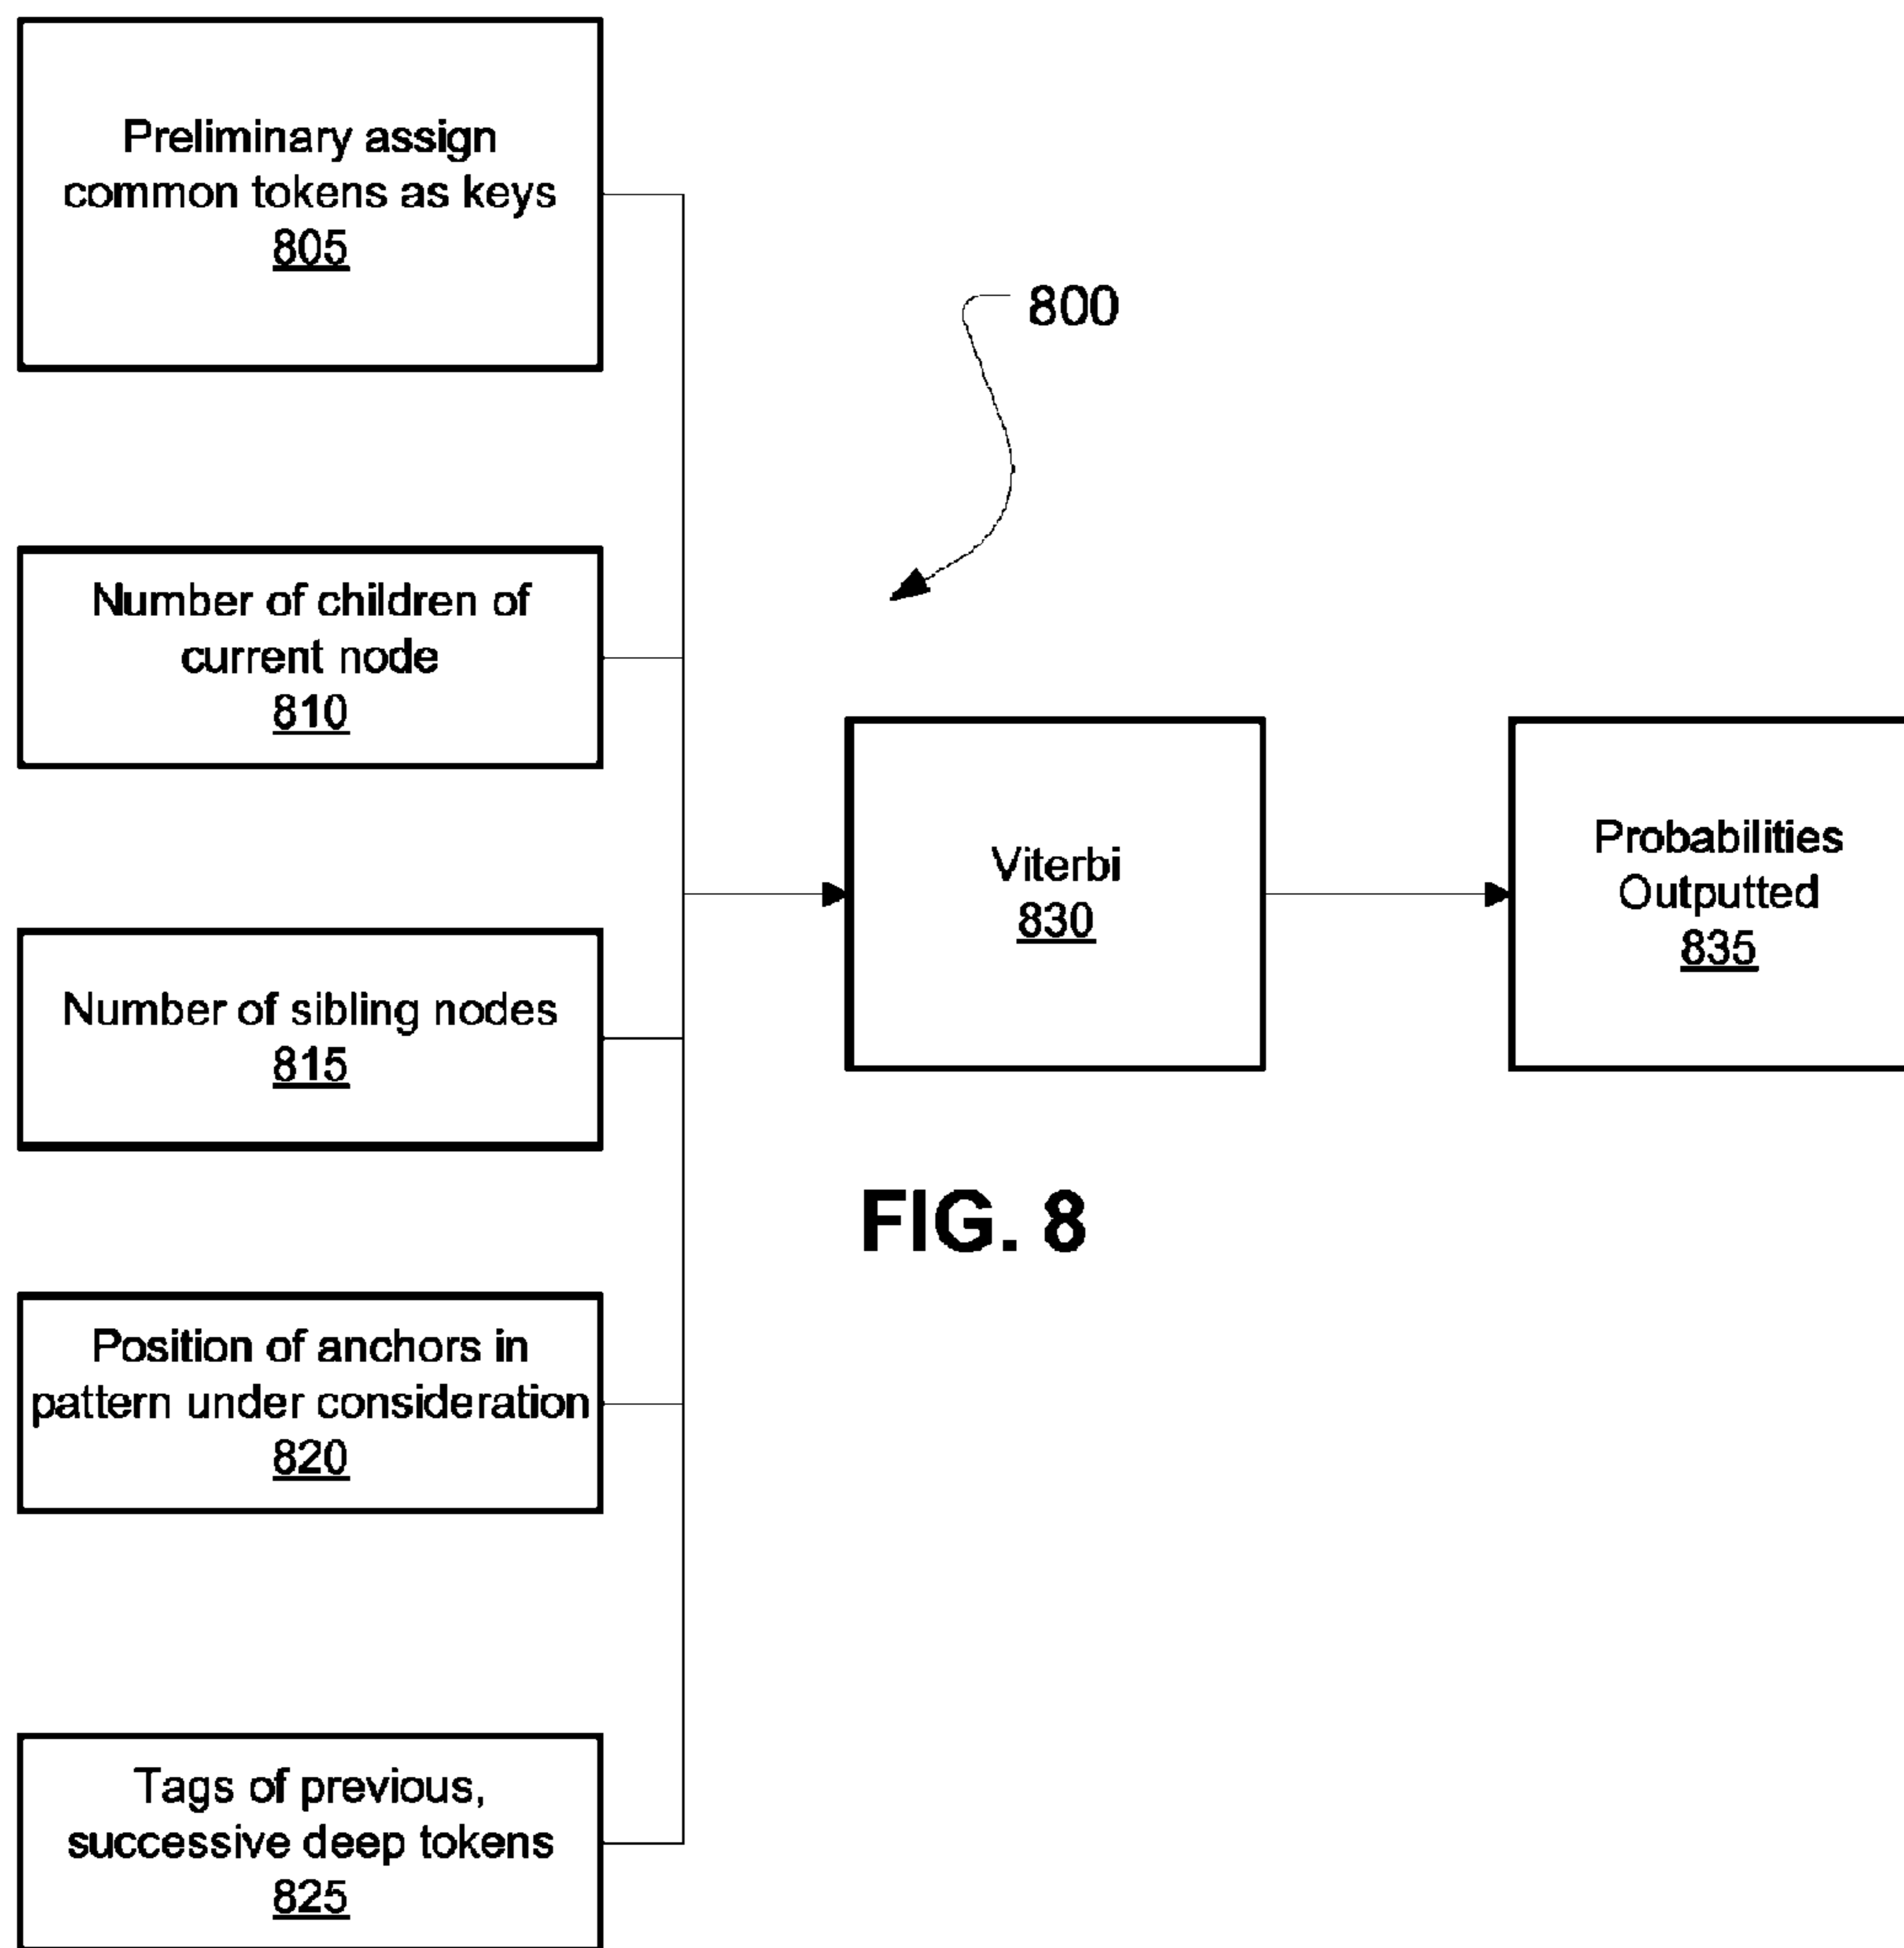 Preliminary assign
common tokens as keys
805
800
Number of children of
current node
810
Number of sibling nodes
815
Position of anchors in
pattern under consideration
820
Tags of previous,
successive deep tokens
825
Viterbi
830
Probabilities
Outputted
835
FIG. 8